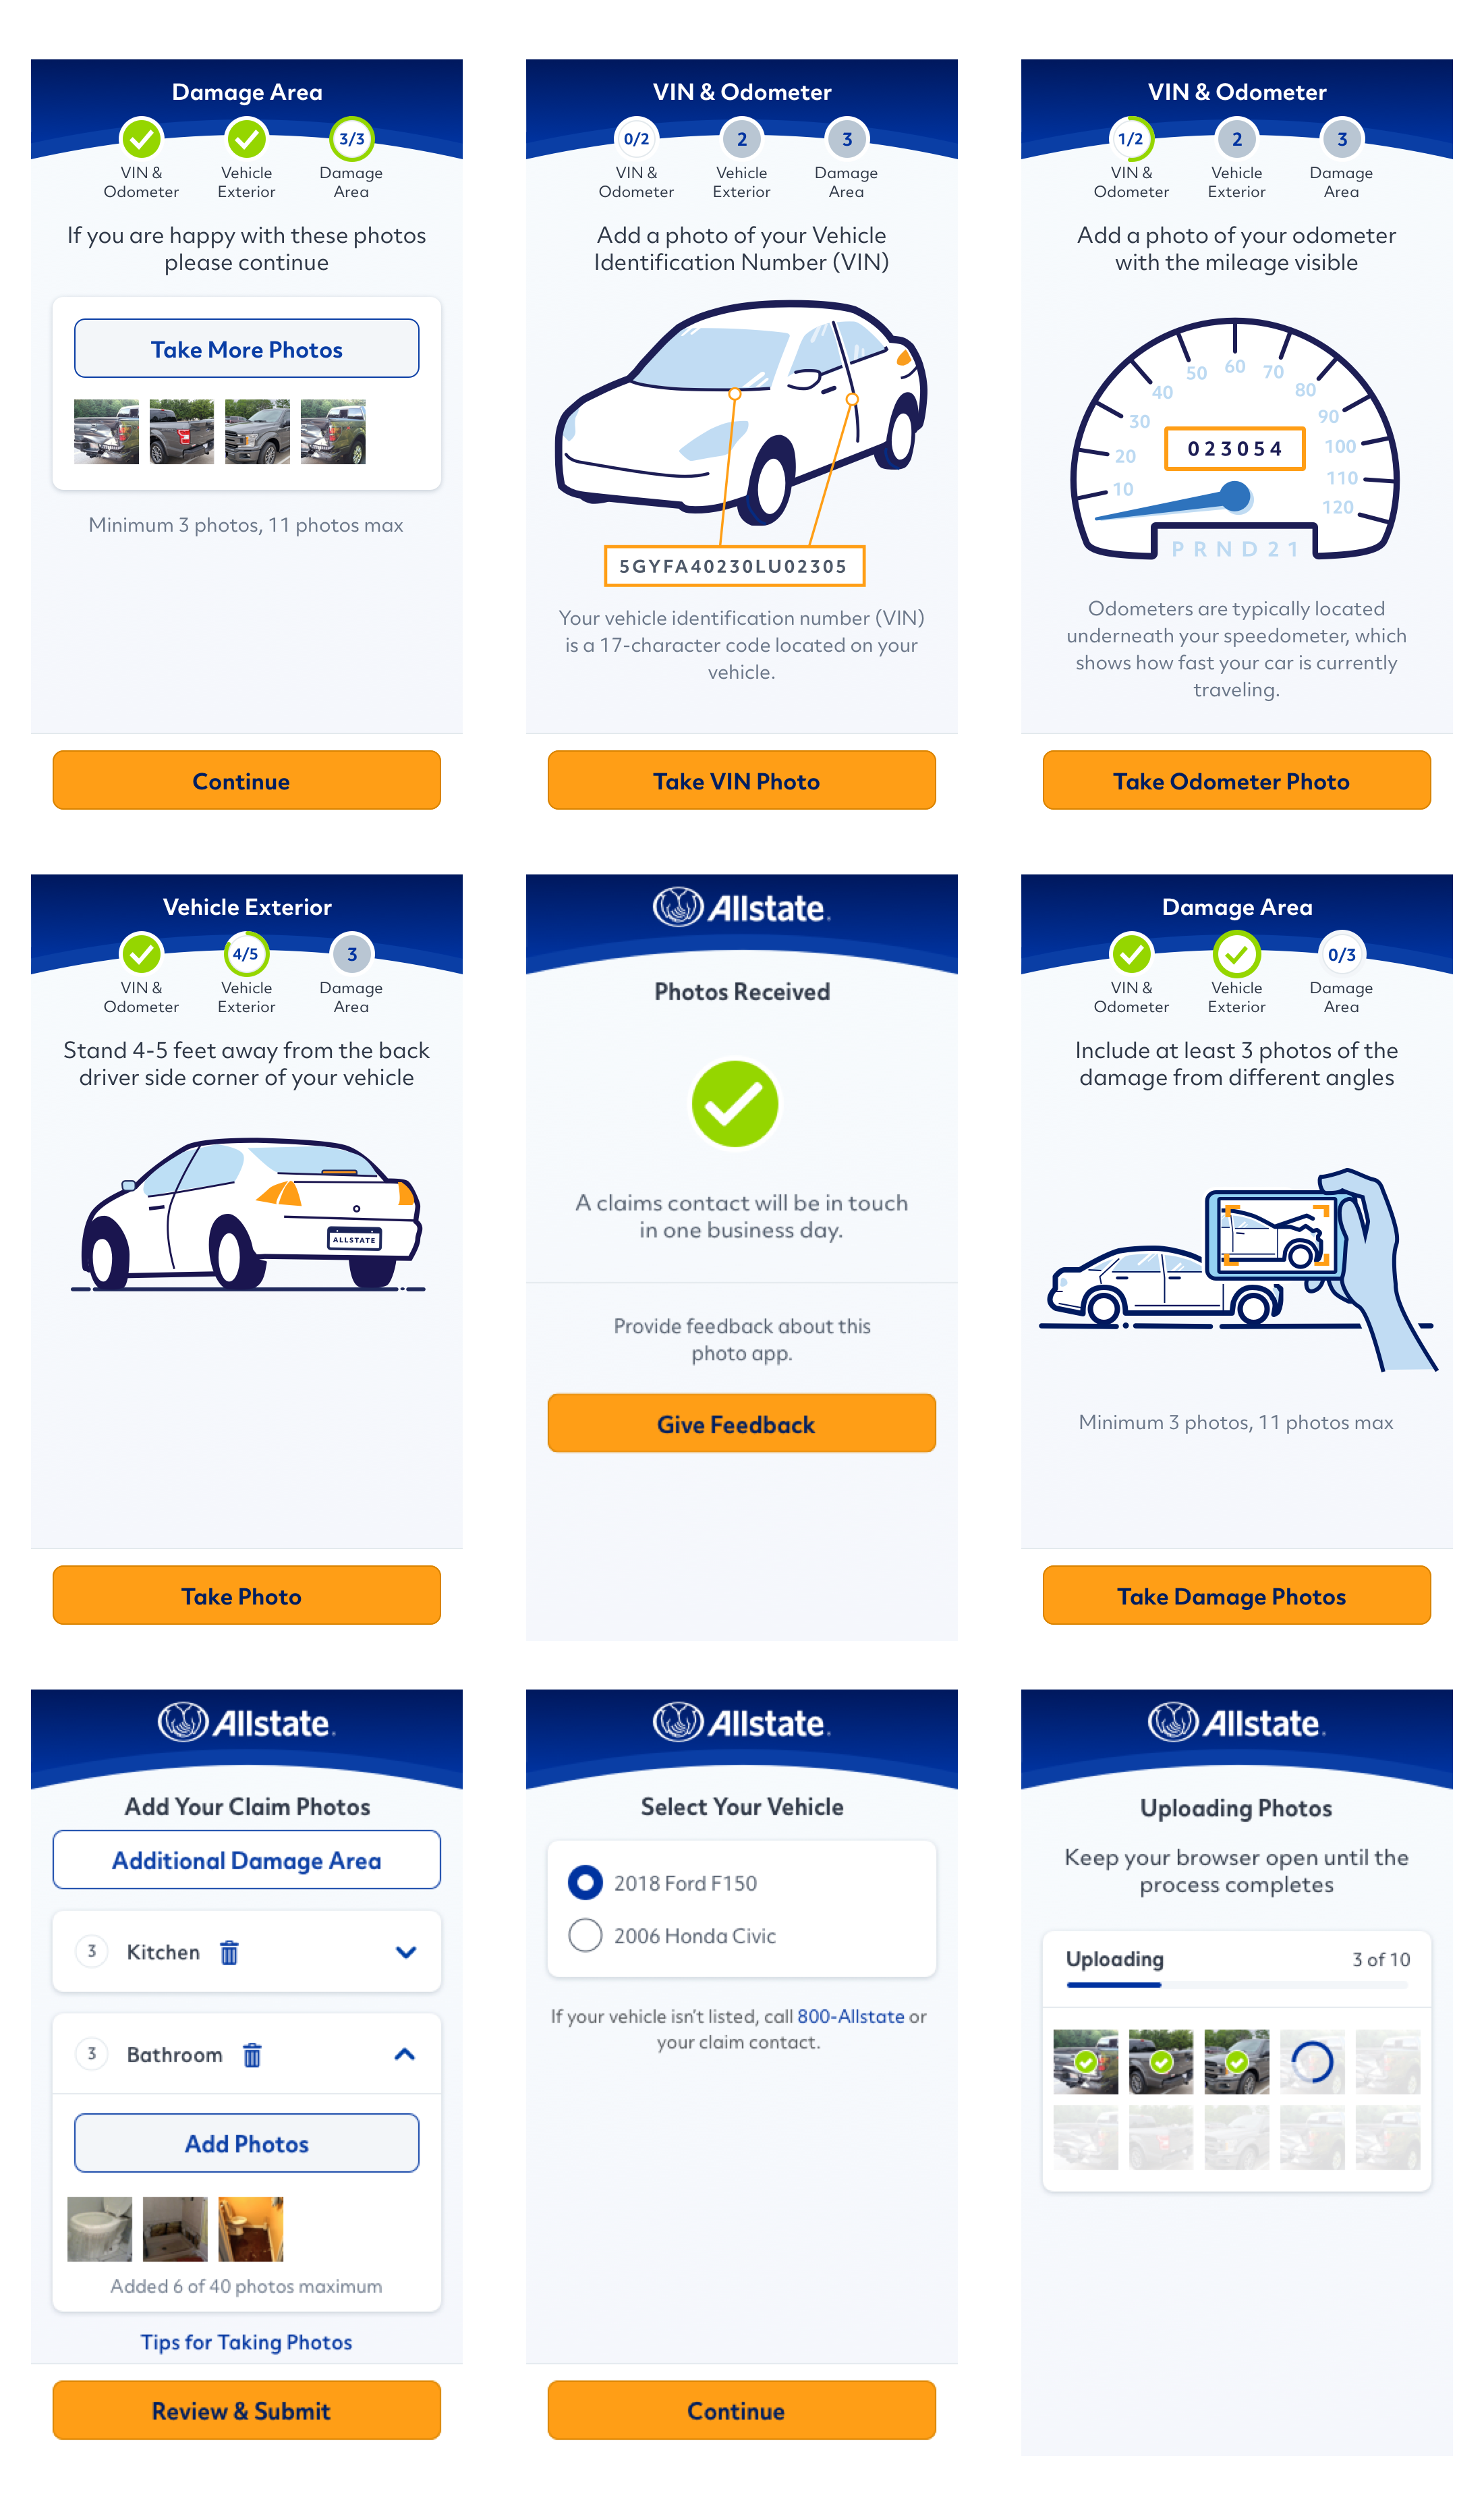 Damage Area
3/3
VIN &
Odometer
Vehicle
Exterior
Damage
Area
If you are happy with these photos
please continue
Take More Photos
Minimum 3 photos, 11 photos max
Continue
VIN & Odometer
0/2
2
3
VIN &
Odometer
Vehicle
Exterior
Damage
Area
Add a photo of your Vehicle
Identification Number (VIN)
5GYFA40230LU02305
Your vehicle identification number (VIN)
is a 17-character code located on your
vehicle.
Take VIN Photo
VIN & Odometer
1/2
2
3
VIN &
Odometer
Vehicle
Exterior
Damage
Area
Add a photo of your odometer
with the mileage visible
10
20
30
40
50
60
70
80
90
100
110
120
023054
PRND21
Odometers are typically located
underneath your speedometer, which
shows how fast your car is currently
traveling.
Take Odometer Photo
Vehicle Exterior
4/5
3
VIN &
Odometer
Vehicle
Exterior
Damage
Area
Stand 4-5 feet away from the back
driver side corner of your vehicle
ALLSTATE
Take Photo
Allstate.
Photos Received
A claims contact will be in touch
in one business day.
Provide feedback about this
photo app.
Give Feedback
Damage Area
0/3
VIN &
Odometer
Vehicle
Exterior
Damage
Area
Include at least 3 photos of the
damage from different angles
Minimum 3 photos, 11 photos max
Take Damage Photos
Allstate.
Add Your Claim Photos
Additional Damage Area
3 Kitchen
3 Bathroom
Add Photos
Added 6 of 40 photos maximum
Tips for Taking Photos
Review & Submit
Allstate.
Select Your Vehicle
2018 Ford F150
2006 Honda Civic
If your vehicle isn't listed, call 800-Allstate or
your claim contact.
Continue
Allstate.
Uploading Photos
Keep your browser open until the
process completes
Uploading 3 of 10